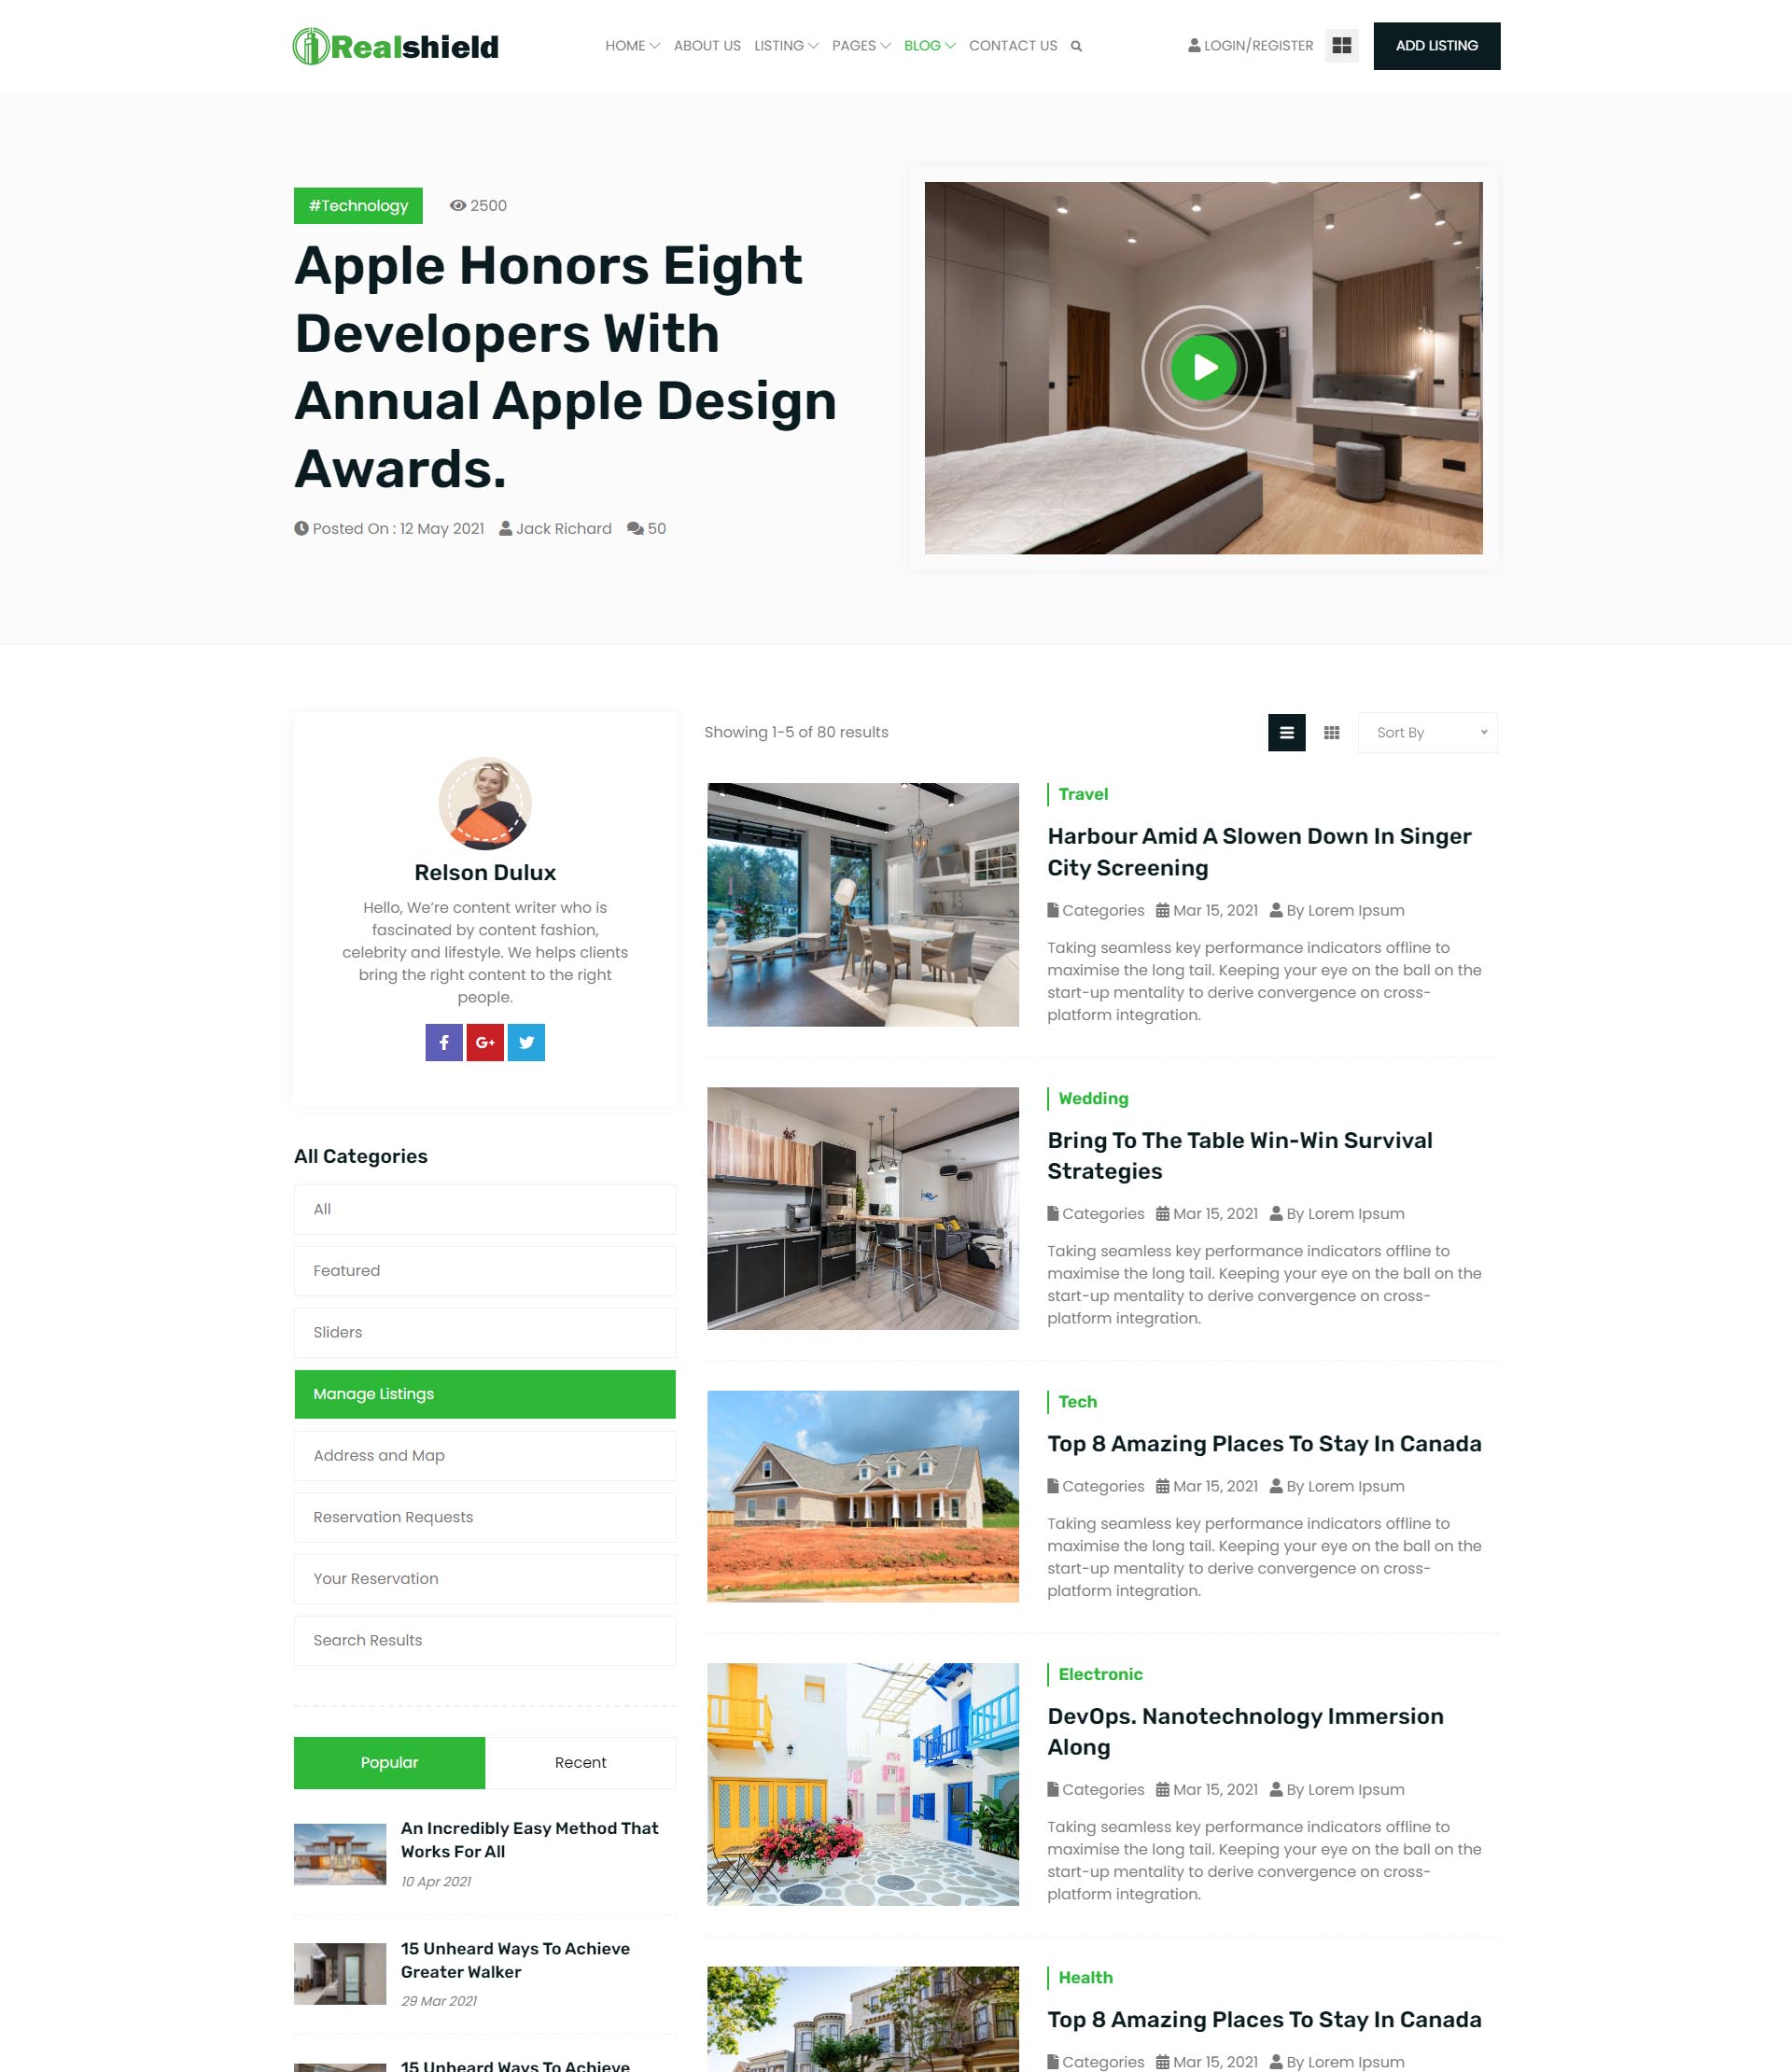 Realshield
HOME ABOUT US LISTING PAGES BLOG CONTACT US
LOGIN/REGISTER
ADD LISTING
#Technology
2500
Apple Honors Eight
Developers With
Annual Apple Design
Awards.
Posted On : 12 May 2021 Jack Richard 50
Relson Dulux
Hello, We're content writer who is
fascinated by content fashion,
celebrity and lifestyle. We helps clients
bring the right content to the right
people.
All Categories
All
Featured
Sliders
Manage Listings
Address and Map
Reservation Requests
Your Reservation
Search Results
Popular
Recent
An Incredibly Easy Method That
Works For All
10 Apr 2021
15 Unheard Ways To Achieve
Greater Walker
29 Mar 2021
15 Unheard Ways To Achieve
Showing 1-5 of 80 results
Sort By
Travel
Harbour Amid A Slowen Down In Singer
City Screening
Categories Mar 15, 2021 By Lorem Ipsum
Taking seamless key performance indicators offline to
maximise the long tail. Keeping your eye on the ball on the
start-up mentality to derive convergence on cross-
platform integration.
Wedding
Bring To The Table Win-Win Survival
Strategies
Categories Mar 15, 2021 By Lorem Ipsum
Taking seamless key performance indicators offline to
maximise the long tail. Keeping your eye on the ball on the
start-up mentality to derive convergence on cross-
platform integration.
Tech
Top 8 Amazing Places To Stay In Canada
Categories Mar 15, 2021 By Lorem Ipsum
Taking seamless key performance indicators offline to
maximise the long tail. Keeping your eye on the ball on the
start-up mentality to derive convergence on cross-
platform integration.
Electronic
DevOps. Nanotechnology Immersion
Along
Categories Mar 15, 2021 By Lorem Ipsum
Taking seamless key performance indicators offline to
maximise the long tail. Keeping your eye on the ball on the
start-up mentality to derive convergence on cross-
platform integration.
Health
Top 8 Amazing Places To Stay In Canada
Categories Mar 15, 2021 By Lorem Ipsum